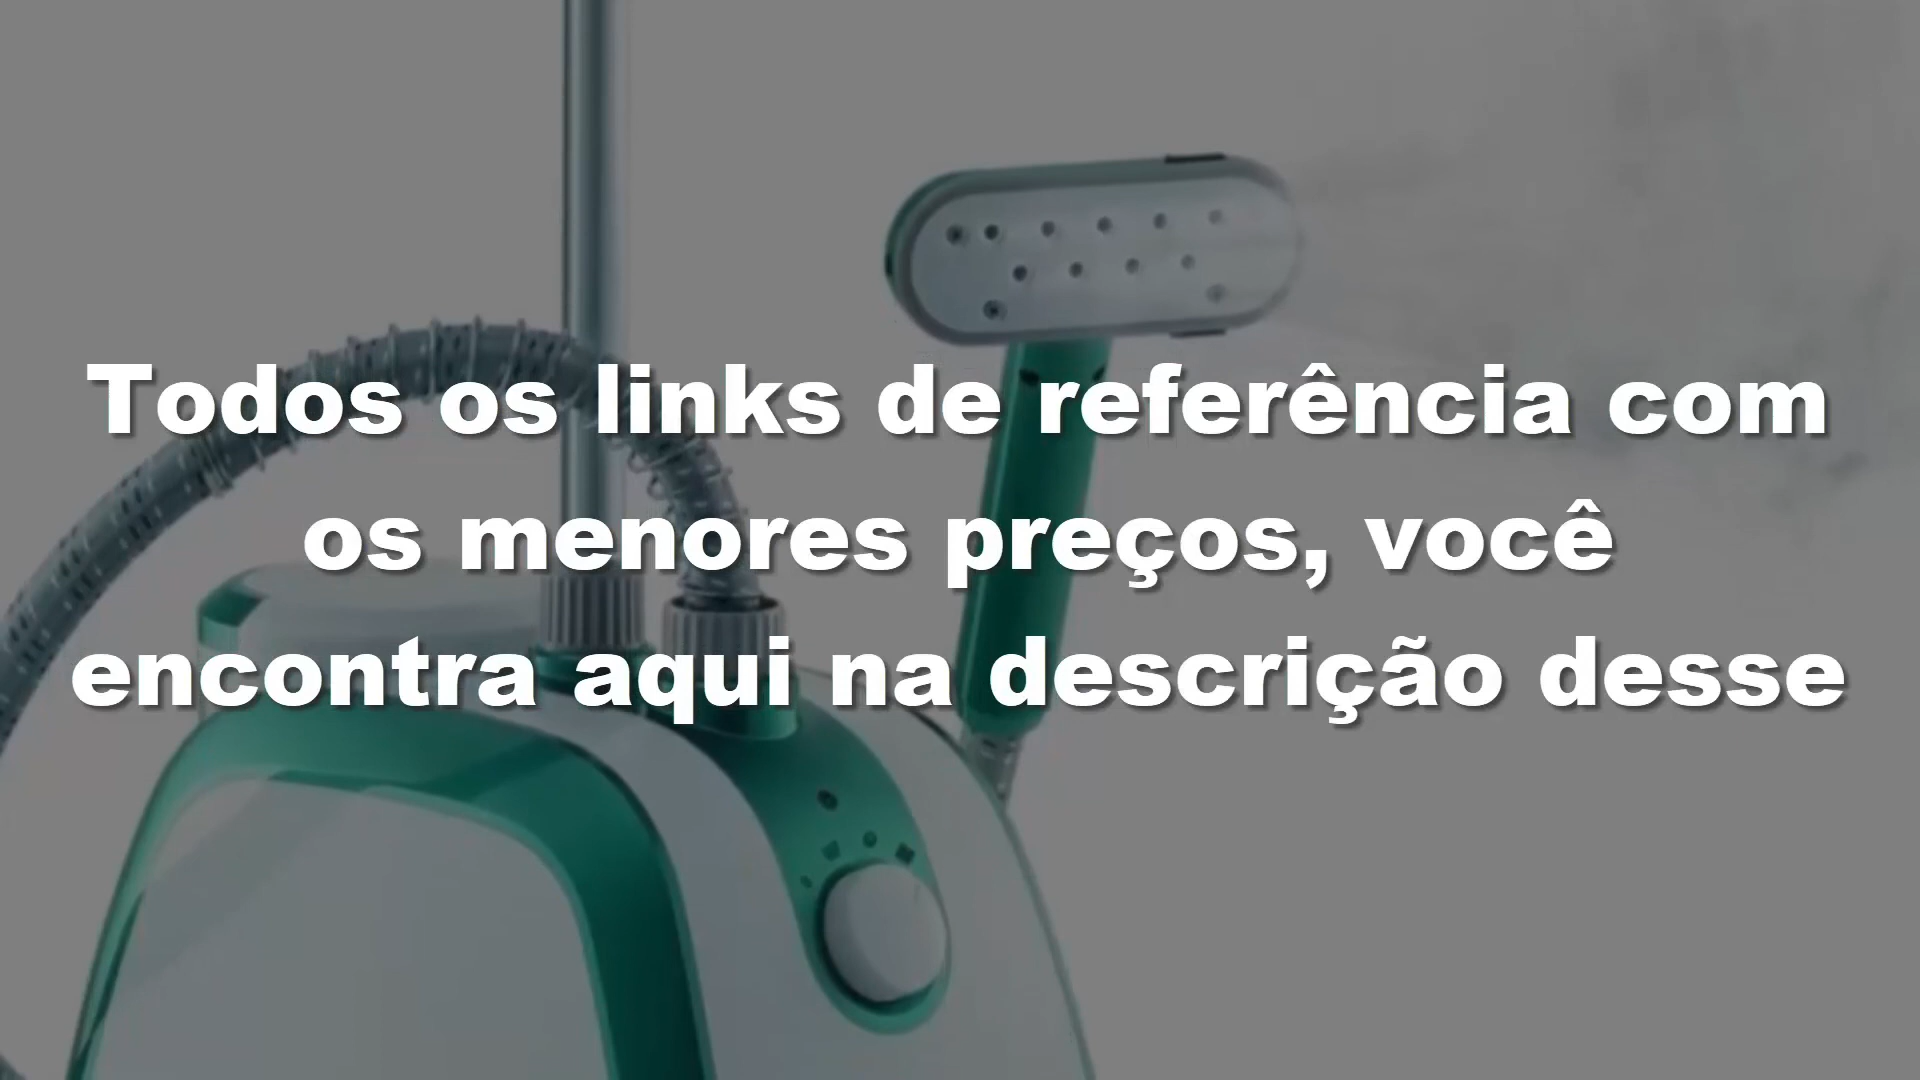 Todos os links de referência com
os menores preços, você
encontra aqui na descrição desse